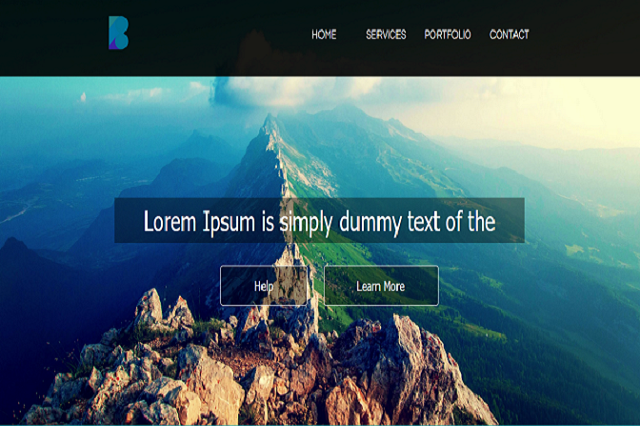 B
HOME SERVICES PORTFOLIO CONTACT
Lorem Ipsum is simply dummy text of the
Help Learn More